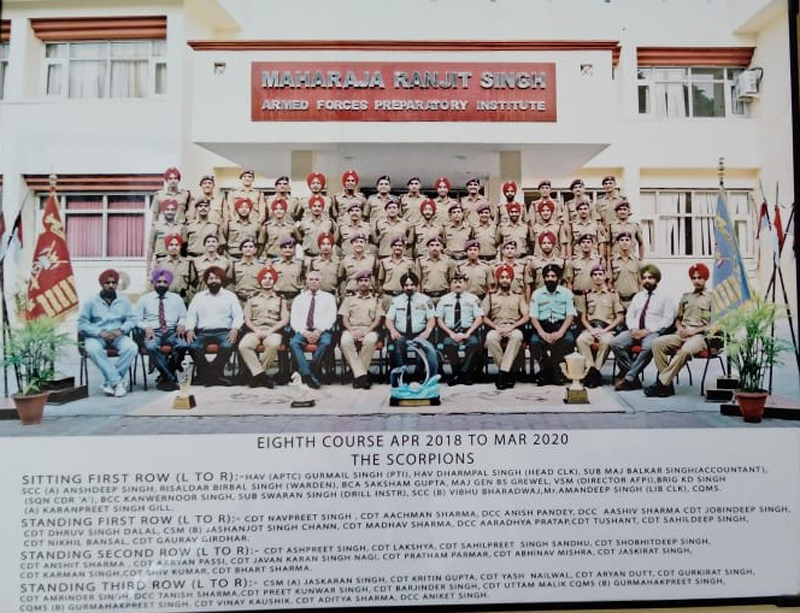 MAHARAJA RANJIT SINGH
ARMED FORCES PREPARATORY INSTITUTE
EIGHTH COURSE APR 2018 TO MAR 2020
THE SCORPIONS
SITTING FIRST ROW (L TO R):-HAV (APTC) GURMAIL SINGH (PTI), HAV DHARMPAL SINGH (HEAD CLK), SUB MAJ BALKAR SINGH(ACCOUNTANT),
SCC (A) ANSHDEEP SINGH, RISALDAR BIRBAL SINGH (WARDEN), BCA SAKSHAM GUPTA, MAJ GEN BS GREWEL, VSM (DIRECTOR AFPI),BRIG KD SINGH
(SQN CDR 'A'), BCC KANWERNOOR SINGH, SUB SWARAN SINGH (DRILL INSTR), SCC (B) VIBHU BHARADWAJ,Mr.AMANDEEP SINGH (LIB CLK), CQMS.
(A) KARANPREET SINGH GILL.
STANDING FIRST ROW (L TO R):- CDT NAVPREET SINGH , CDT AACHMAN SHARMA, DCC ANISH PANDEY, DCC AASHIV SHARMA CDT JOBINDEEP SINGH,
CDT DHRUV SINGH DALAL, CSM (B) JASHANJOT SINGH CHANN, CDT MADHAV SHARMA, DCC AARADHYA PRATAP,CDT TUSHANT, CDT SAHILDEEP SINGH,
CDT NIKHIL BANSAL, CDT GAURAV GIRDHAR.
STANDING SECOND ROW (L TO R):- CDT ASHPREET SINGH, CDT LAKSHYA, CDT SAHILPREET SINGH SANDHU, CDT SHOBHITDEEP SINGH,
CDT ANSHIT SHARMA , CDT AARYAN PASSI, CDT JAVAN KARAN SINGH NAGI, CDT PRATHAM PARMAR, CDT ABHINAV MISHRA, CDT JASKIRAT SINGH,
CDT KARMAN SINGH,CDT SHIV KUMAR, CDT BHART SHARMA.
STANDING THIRD ROW (L TO R):- CSM (A) JASKARAN SINGH, CDT KRITIN GUPTA, CDT YASH NAILWAL, CDT ARYAN DUTT, CDT GURKIRAT SINGH,
CDT AMRINDER SINGH, DCC TANISH SHARMA,CDT PREET KUNWAR SINGH, CDT BARJINDER SINGH, CDT UTTAM MALIK CQMS (B) GURMAHAKPREET SINGH,
CQMS (B) GURMAHAKPREET SINGH, CDT VINAY KAUSHIK, CDT ADITYA SHARMA, DCC ANIKET SINGH.